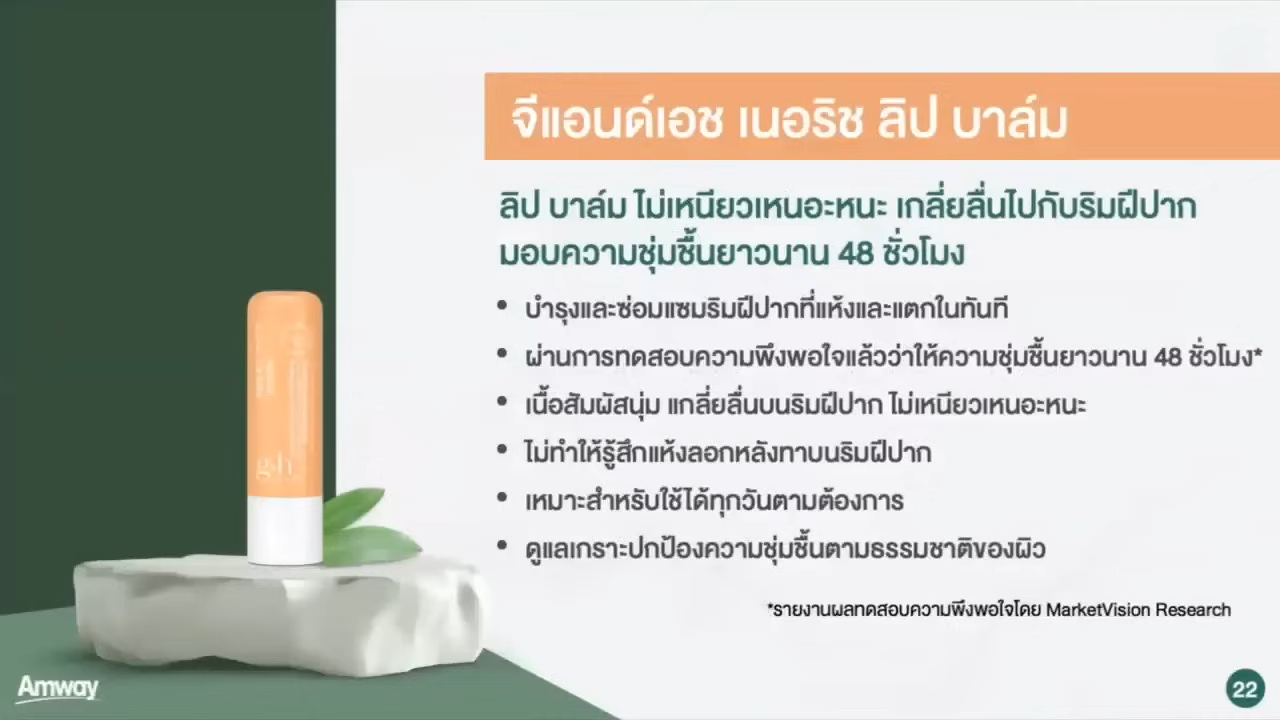 จีแอนด์เอช เนอริช ลิป บาล์ม
ลิป บาล์ม ไม่เหนียวเหนอะหนะ เกลี่ยลื่นไปกับริมฝีปาก
มอบความชุ่มชื้นยาวนาน 48 ชั่วโมง
• บำรุงและซ่อมแซมริมฝีปากที่แห้งและแตกในทันที
• ผ่านการทดสอบความพึงพอใจแล้วว่าให้ความชุ่มชื้นยาวนาน 48 ชั่วโมง*
• เนื้อสัมผัสนุ่ม แกลี่ยลื่นบนริมฝีปาก ไม่เหนียวเหนอะหนะ
• ไม่ทำให้รู้สึกแห้งลอกหลังทาบนริมฝีปาก
• เหมาะสำหรับใช้ได้ทุกวันตามต้องการ
• ดูแลเกราะปกป้องความชุ่มชื้นตามธรรมชาติของผิว
*รายงานผลทดสอบความพึงพอใจโดย MarketVision Research
g&h
Amway
22